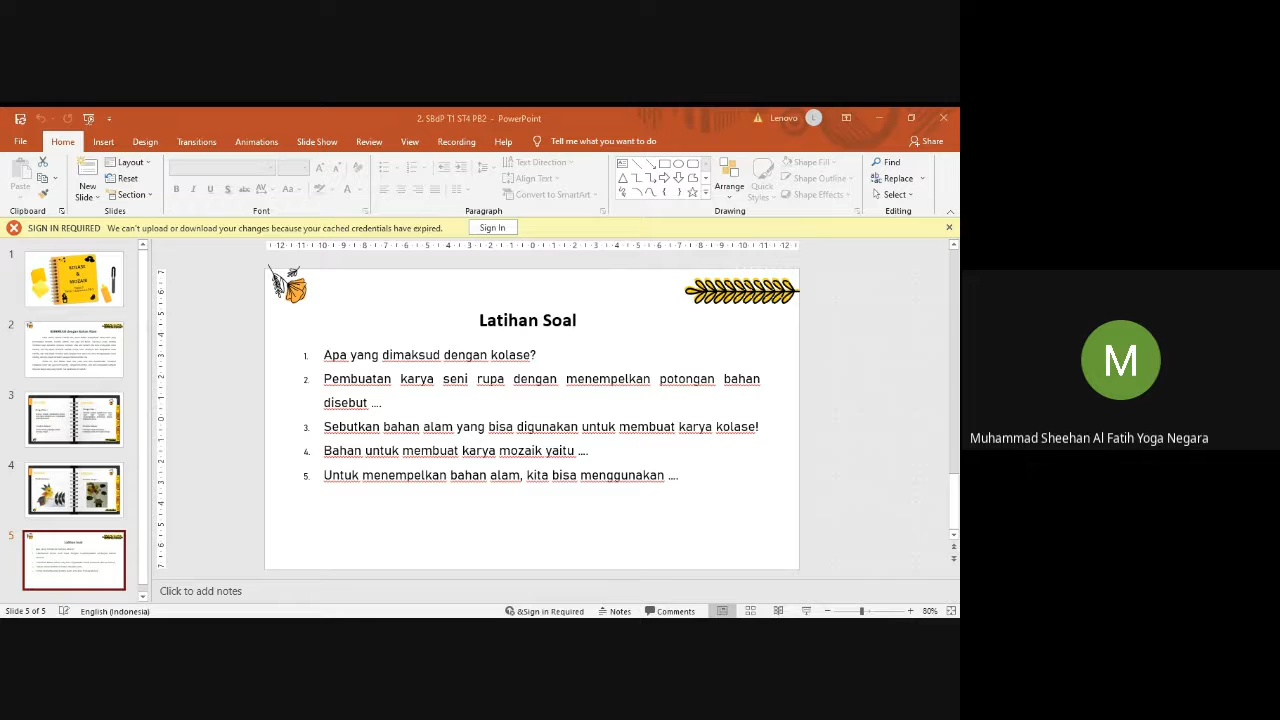 2. SBdP T1 ST4 PB2 - PowerPoint
Lenovo
L
File Home Insert Design Transitions Animations Slide Show Review View Recording Help Tell me what you want to do Share
Paste
New Slide
Layout
Reset
Section
Text Direction
Align Text
Convert to SmartArt
Arrange
Quick Styles
Shape Fill
Shape Outline
Shape Effects
Find
Replace
Select
Clipboard Slides Font Paragraph Drawing Editing
SIGN IN REQUIRED We can't upload or download your changes because your cached credentials have expired. Sign In
1
KOLASE
&
MOZAIK
2
3
4
5
Latihan Soal
1. Apa yang dimaksud dengan kolase?
2. Pembuatan karya seni rupa dengan menempelkan potongan bahan
disebut ....
3. Sebutkan bahan alam yang bisa digunakan untuk membuat karya kolase!
4. Bahan untuk membuat karya mozaik yaitu ....
5. Untuk menempelkan bahan alam, kita bisa menggunakan ....
Click to add notes
Slide 5 of 5 English (Indonesia) &Sign in Required Notes Comments 80%
M
Muhammad Sheehan Al Fatih Yoga Negara